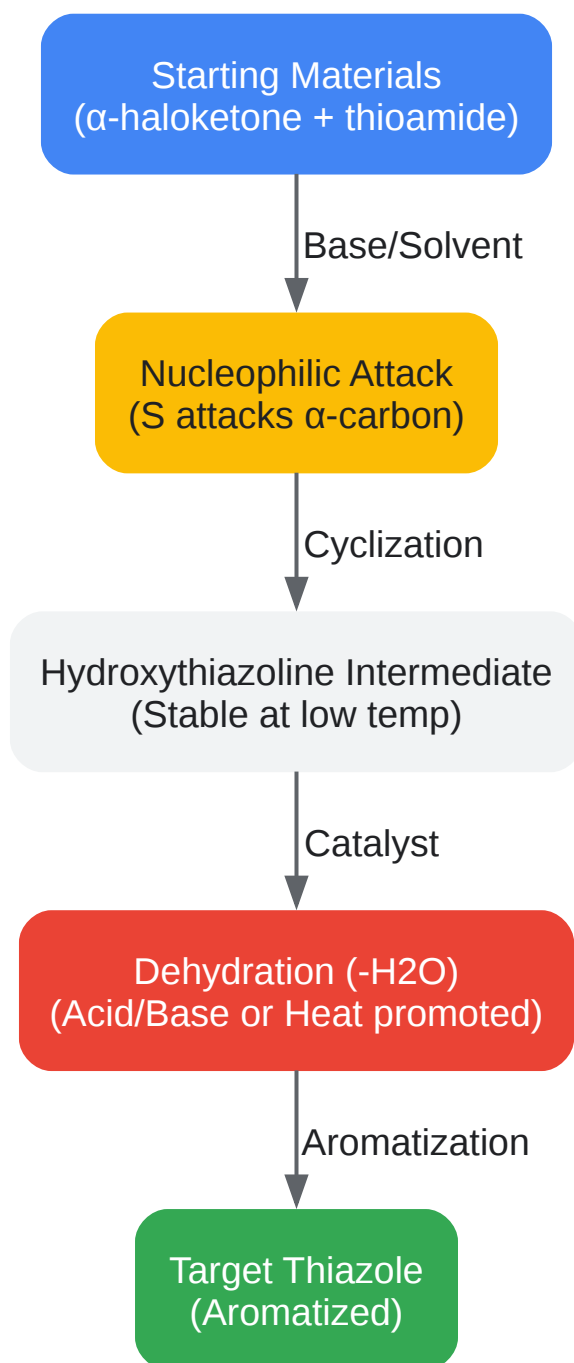 Starting Materials
(α-haloketone + thioamide)
Base/Solvent
Nucleophilic Attack
(S attacks α-carbon)
Cyclization
Hydroxythiazoline Intermediate
(Stable at low temp)
Catalyst
Dehydration (-H2O)
(Acid/Base or Heat promoted)
Aromatization
Target Thiazole
(Aromatized)